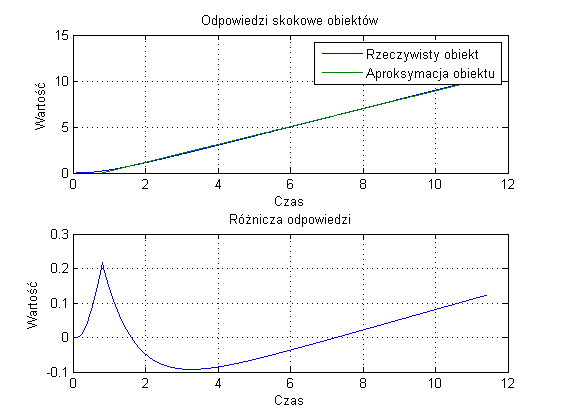 Odpowiedzi skokowe obiektów
15
10
5
0
Wartość
Rzeczywisty obiekt
Aproksymacja obiektu
0 2 4 6 8 10 12
Czas
Różnicza odpowiedzi
0.3
0.2
0.1
0
-0.1
Wartość
0 2 4 6 8 10 12
Czas